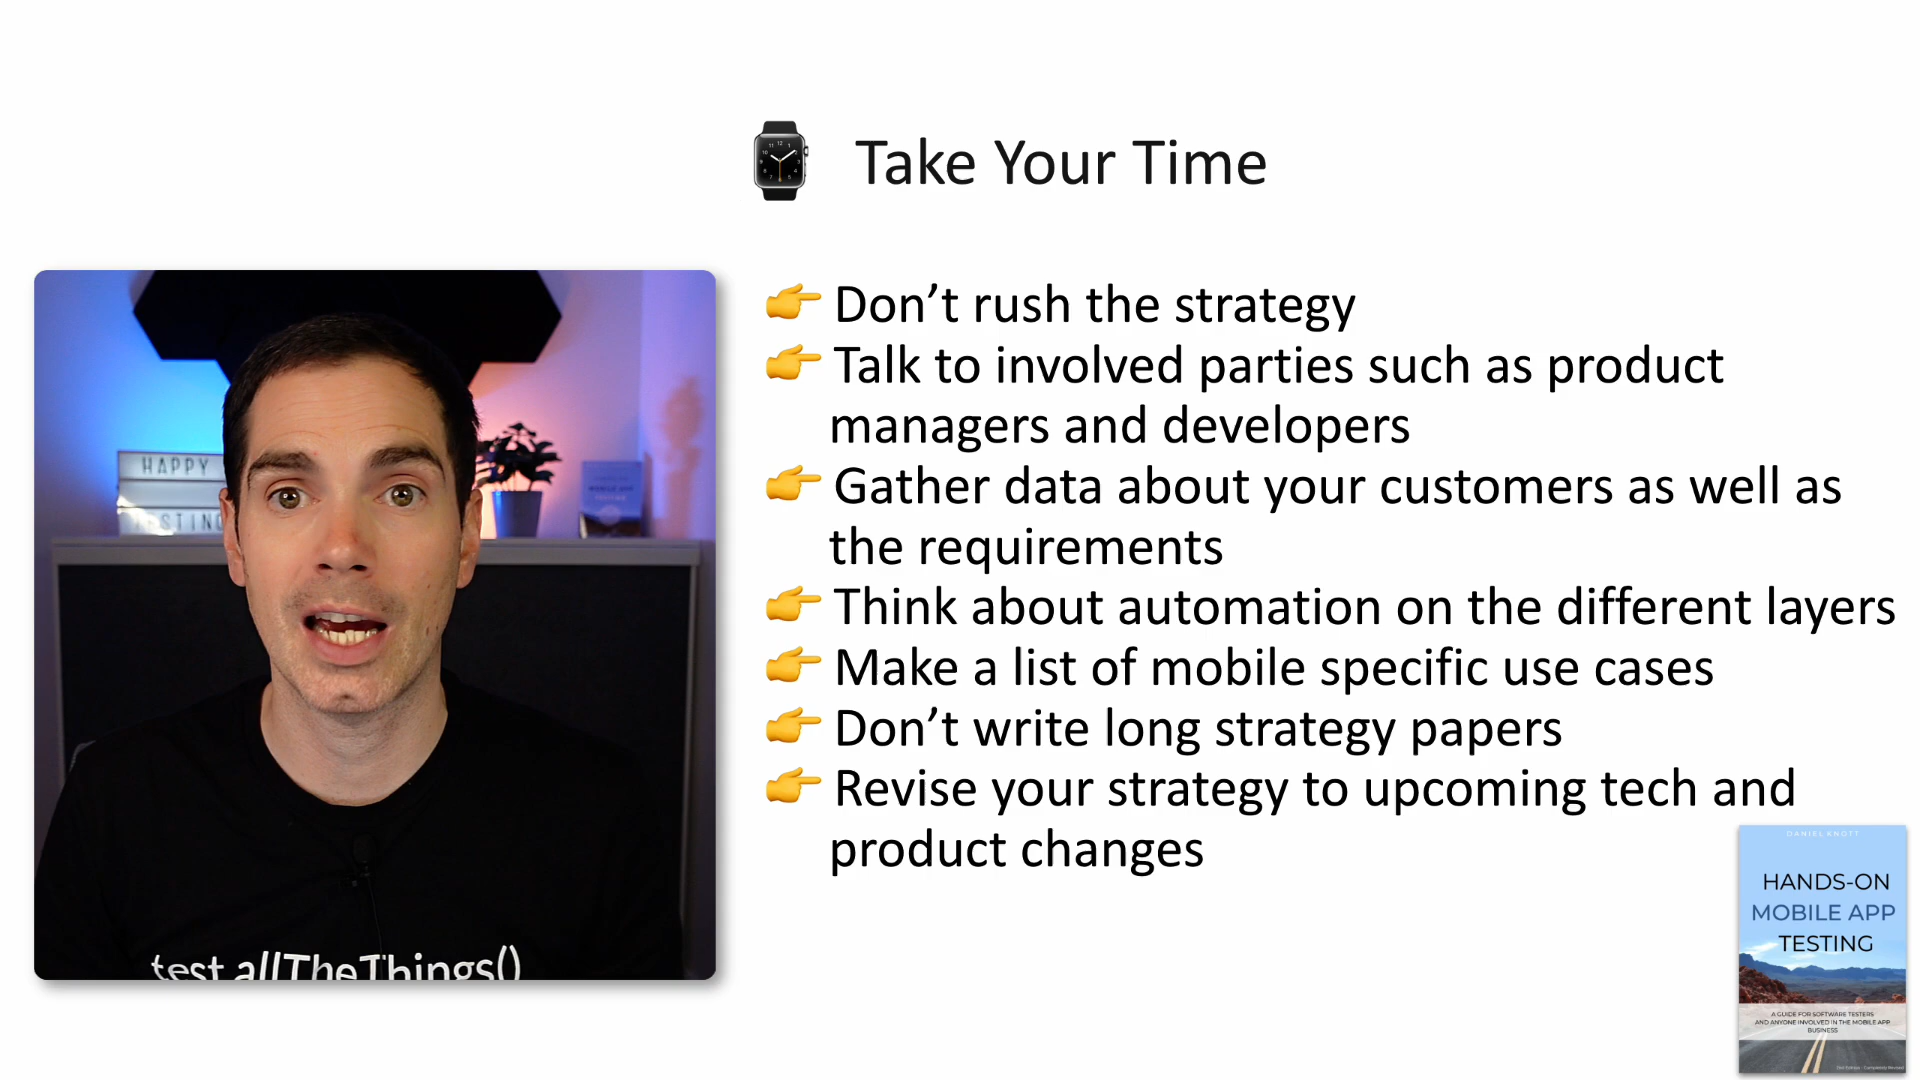 Take Your Time
👉 Don’t rush the strategy
👉 Talk to involved parties such as product
managers and developers
👉 Gather data about your customers as well as
the requirements
👉 Think about automation on the different layers
👉 Make a list of mobile specific use cases
👉 Don’t write long strategy papers
👉 Revise your strategy to upcoming tech and
product changes
HAPPY
STING
MOBILE APP
test.allTheThings()
DANIEL KNOTT
HANDS-ON
MOBILE APP
TESTING
A GUIDE FOR SOFTWARE TESTERS
AND ANYONE INVOLVED IN THE MOBILE APP
BUSINESS